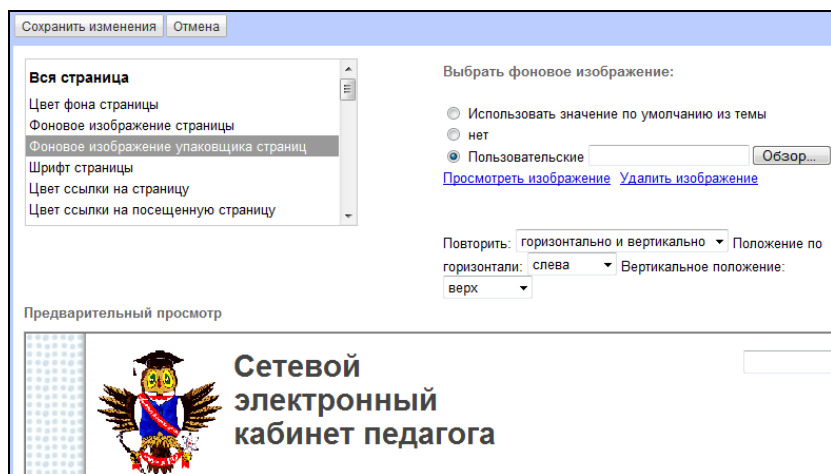 Сохранить изменения Отмена
Вся страница
Цвет фона страницы
Фоновое изображение страницы
Фоновое изображение упаковщика страниц
Шрифт страницы
Цвет ссылки на страницу
Цвет ссылки на посещенную страницу
Выбрать фоновое изображение:
Использовать значение по умолчанию из темы
нет
Пользовательские Обзор...
Просмотреть изображение Удалить изображение
Повторить: горизонтально и вертикально Положение по
горизонтали: слева Вертикальное положение:
верх
Предварительный просмотр
Сетевой
электронный
кабинет педагога